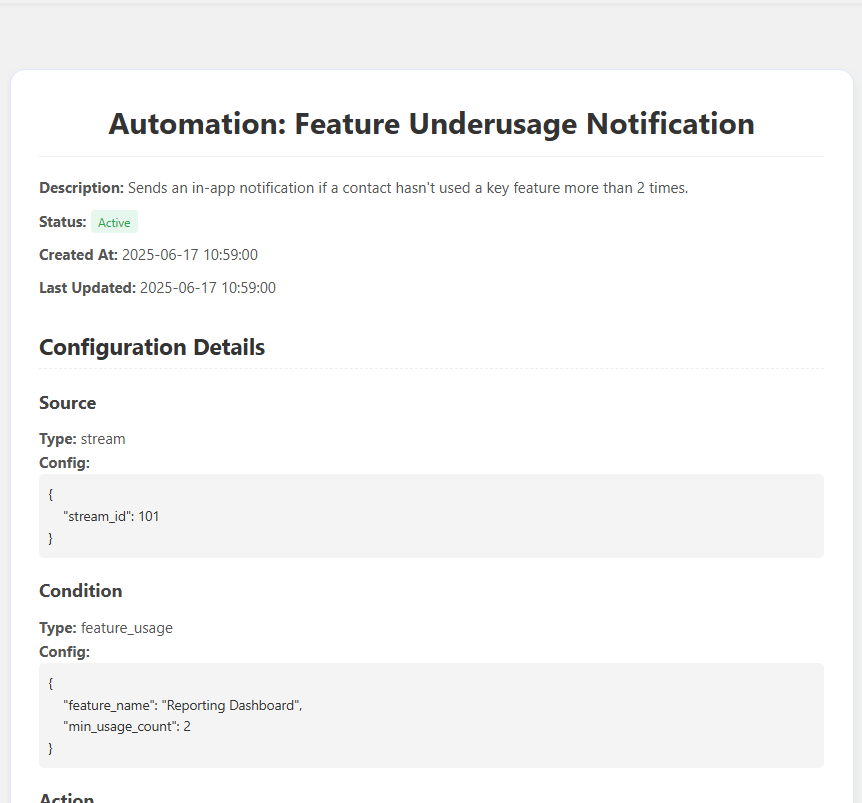 Automation: Feature Underusage Notification
Description: Sends an in-app notification if a contact hasn't used a key feature more than 2 times.
Status: Active
Created At: 2025-06-17 10:59:00
Last Updated: 2025-06-17 10:59:00
Configuration Details
Source
Type: stream
Config:
{
    "stream_id": 101
}
Condition
Type: feature_usage
Config:
{
    "feature_name": "Reporting Dashboard",
    "min_usage_count": 2
}
Action